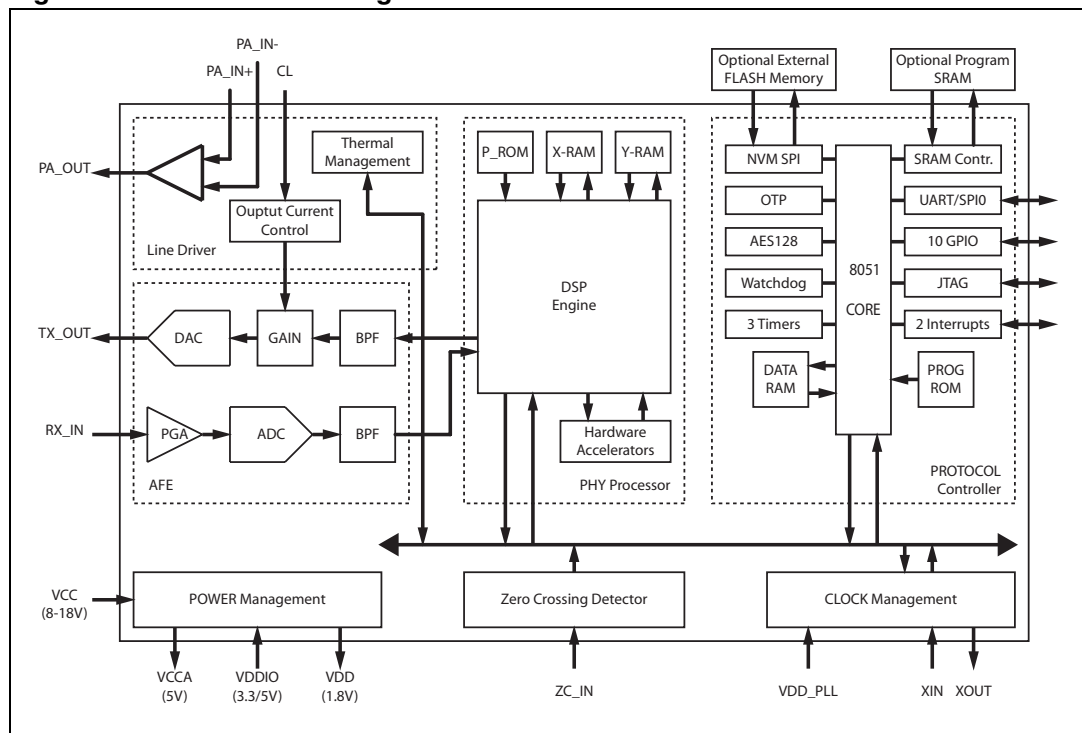 PA_IN-
PA_IN+
CL
Optional External
FLASH Memory
Optional Program
SRAM
PA_OUT
Thermal
Management
Ouptut Current
Control
Line Driver
P_ROM
X-RAM
Y-RAM
DSP
Engine
NVM SPI
SRAM Contr.
OTP
UART/SPI0
AES128
10 GPIO
8051
CORE
Watchdog
JTAG
3 Timers
2 Interrupts
DATA
RAM
PROG
ROM
TX_OUT
DAC
GAIN
BPF
RX_IN
PGA
ADC
BPF
AFE
Hardware
Accelerators
PHY Processor
PROTOCOL
Controller
VCC
(8-18V)
POWER Management
Zero Crossing Detector
CLOCK Management
VCCA
(5V)
VDDIO
(3.3/5V)
VDD
(1.8V)
ZC_IN
VDD_PLL
XIN
XOUT